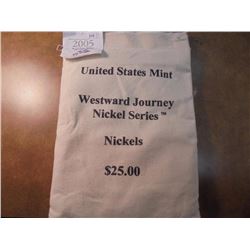 2005
United States Mint
Westward Journey
Nickel Series™
Nickels
$25.00